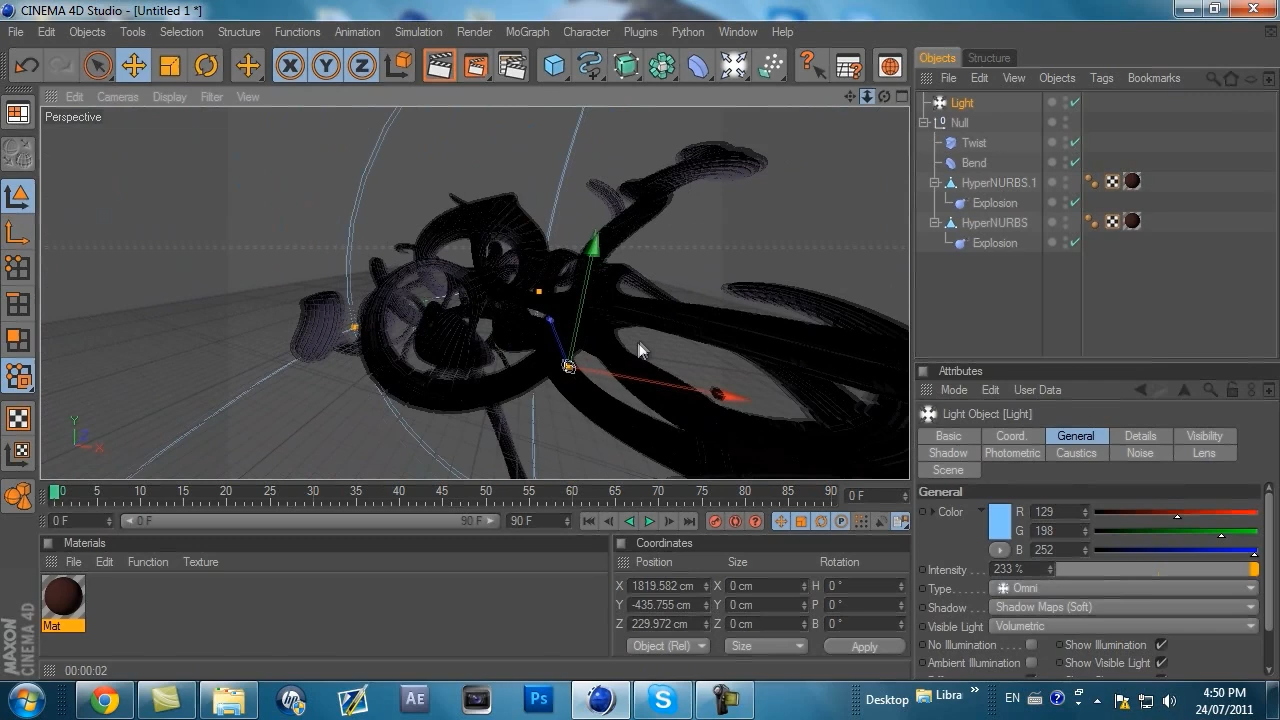 CINEMA 4D Studio - [Untitled 1 *]
File Edit Objects Tools Selection Structure Functions Animation Simulation Render MoGraph Character Plugins Python Window Help
X Y Z
Objects Structure
File Edit View Objects Tags Bookmarks
Edit Cameras Display Filter View
Perspective
Light
Null
Twist
Bend
HyperNURBS.1
Explosion
HyperNURBS
Explosion
Y
Z
X
Attributes
Mode Edit User Data
Light Object [Light]
Basic Coord. General Details Visibility
Shadow Photometric Caustics Noise Lens
Scene
General
Color R 129
G 198
B 252
Intensity 233 %
Type Omni
Shadow Shadow Maps (Soft)
Visible Light Volumetric
No Illumination Show Illumination
Ambient Illumination Show Visible Light
0 5 10 15 20 25 30 35 40 45 50 55 60 65 70 75 80 85 90 0 F
0 F 0 F 90 F 90 F
Materials
File Edit Function Texture
Mat
Coordinates
Position Size Rotation
X 1819.582 cm X 0 cm H 0 °
Y -435.755 cm Y 0 cm P 0 °
Z 229.972 cm Z 0 cm B 0 °
Object (Rel) Size Apply
MAXON
CINEMA 4D
00:00:02
AE Ps Desktop Libra » EN 4:50 PM
24/07/2011